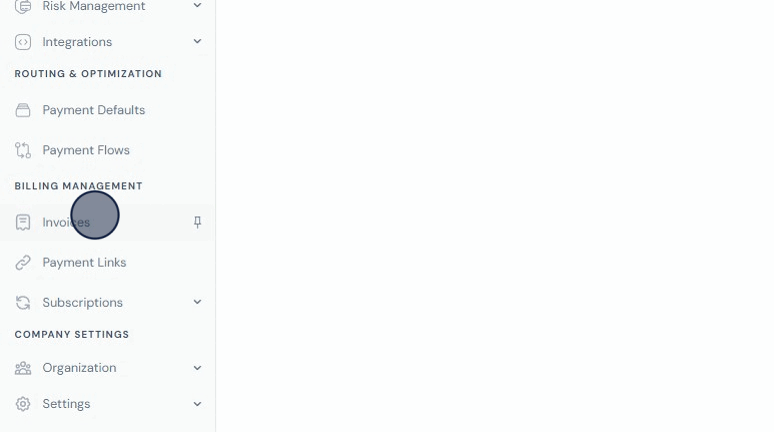 Risk Management
Integrations
ROUTING & OPTIMIZATION
Payment Defaults
Payment Flows
BILLING MANAGEMENT
Invoices
Payment Links
Subscriptions
COMPANY SETTINGS
Organization
Settings